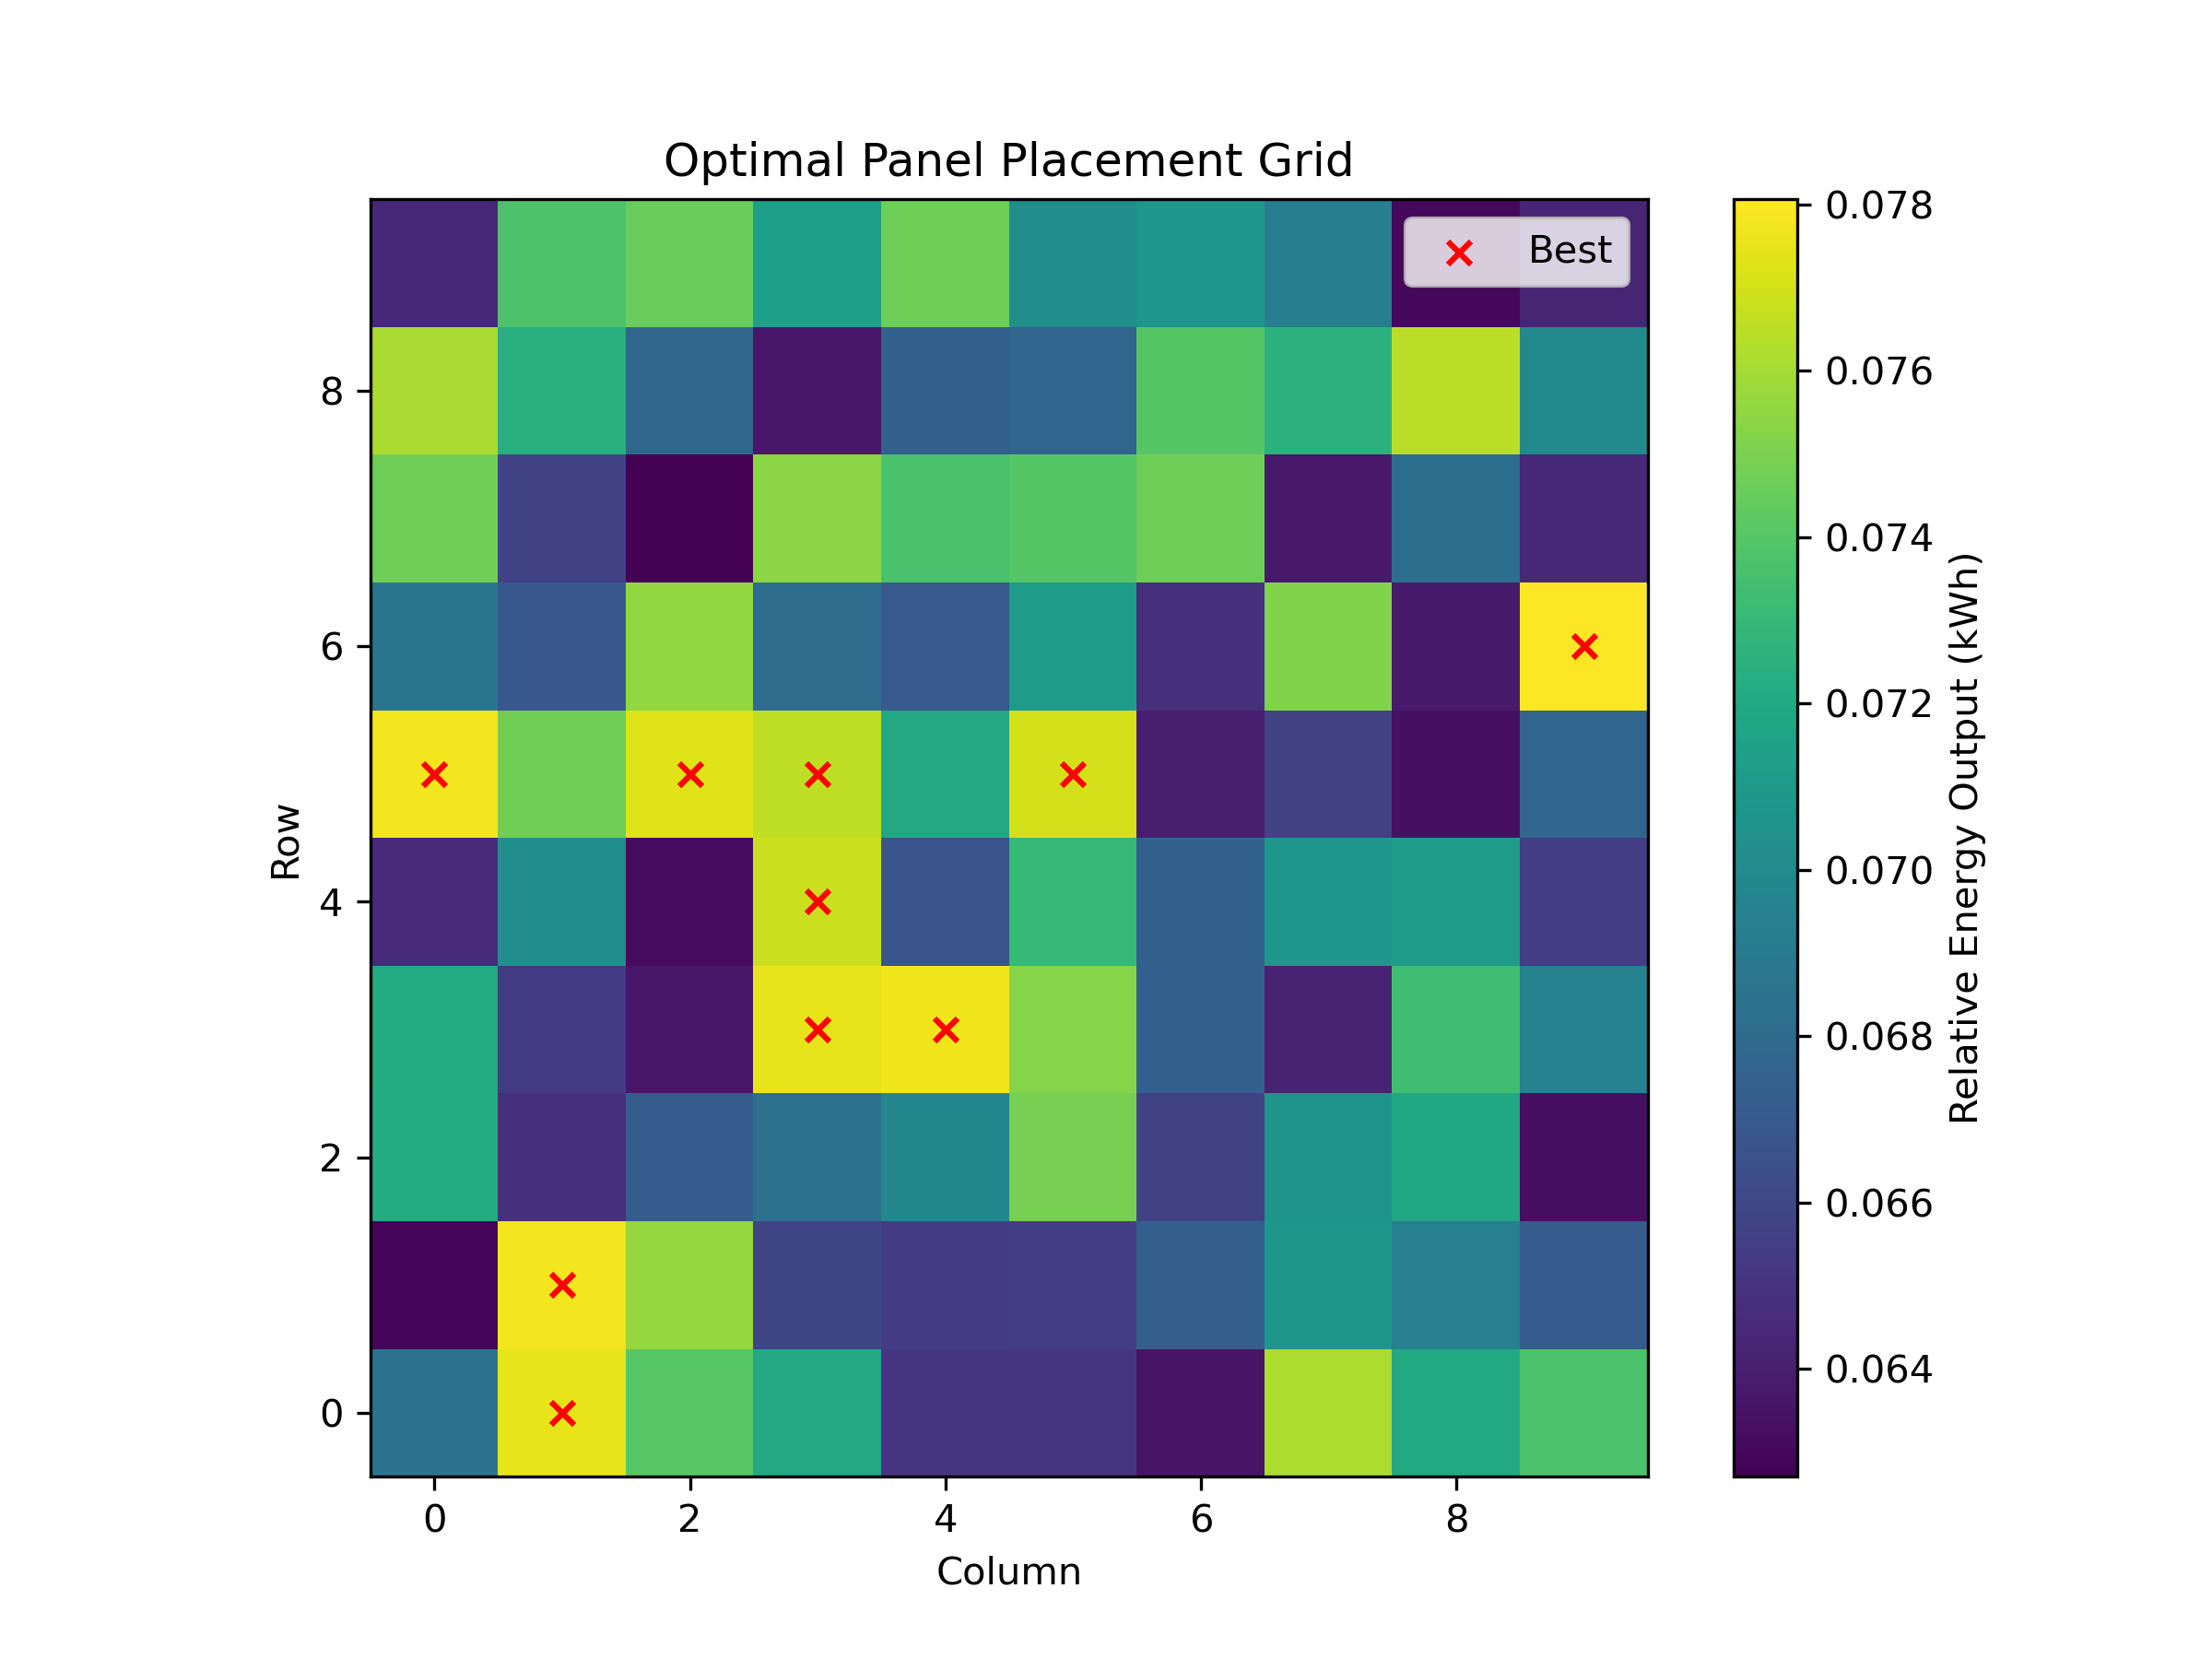 Optimal Panel Placement Grid
Best
8
6
4
2
0
Row
0 2 4 6 8
Column
0.078
0.076
0.074
0.072
0.070
0.068
0.066
0.064
Relative Energy Output (kWh)